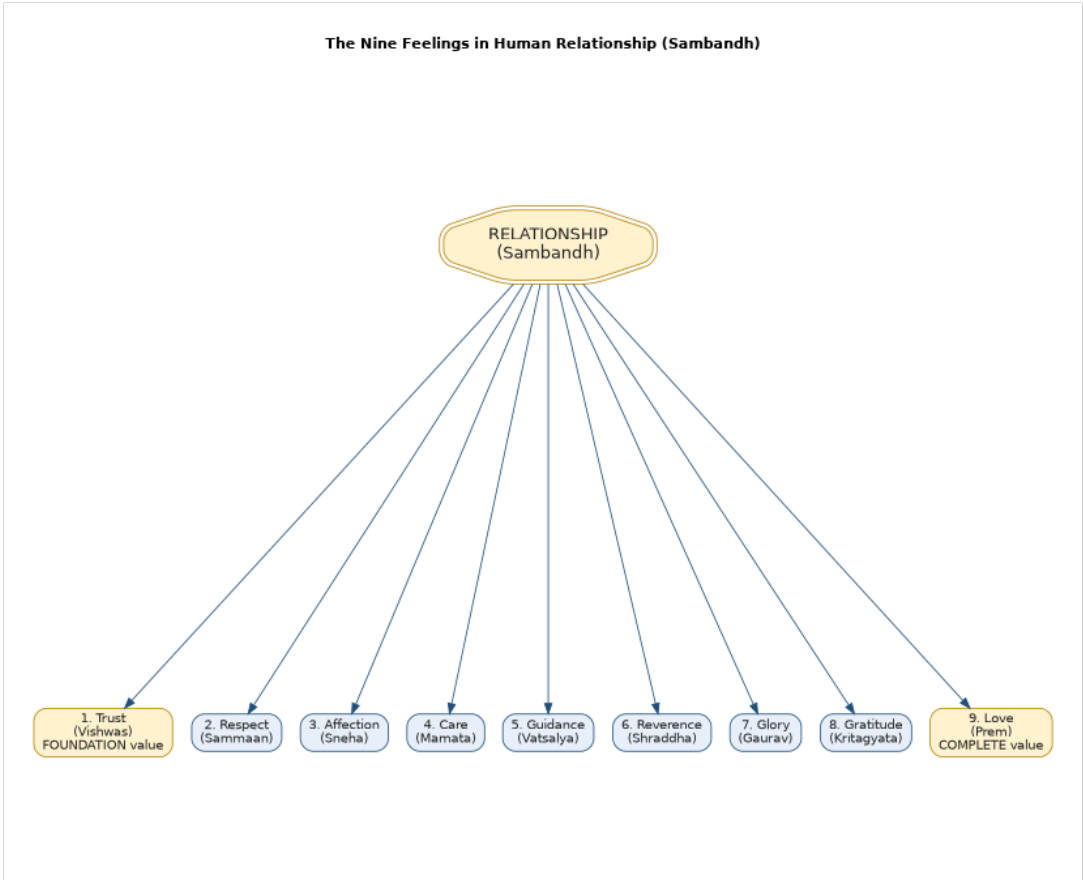 The Nine Feelings in Human Relationship (Sambandh)
RELATIONSHIP
(Sambandh)
1. Trust
(Vishwas)
FOUNDATION value
2. Respect
(Sammaan)
3. Affection
(Sneha)
4. Care
(Mamata)
5. Guidance
(Vatsalya)
6. Reverence
(Shraddha)
7. Glory
(Gaurav)
8. Gratitude
(Kritagyata)
9. Love
(Prem)
COMPLETE value